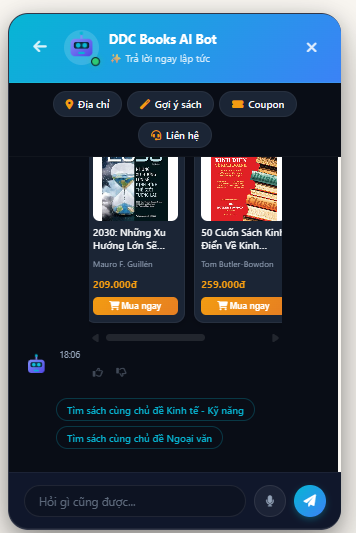 DDC Books AI Bot
✨ Trả lời ngay lập tức
Địa chỉ
Gợi ý sách
Coupon
Liên hệ
2030: Những Xu
Hướng Lớn Sẽ...
Mauro F. Guillén
209.000đ
Mua ngay
50 Cuốn Sách Kinh
Điển Về Kinh...
Tom Butler-Bowdon
259.000đ
Mua ngay
18:06
Tìm sách cùng chủ đề Kinh tế - Kỹ năng
Tìm sách cùng chủ đề Ngoại văn
Hỏi gì cũng được...